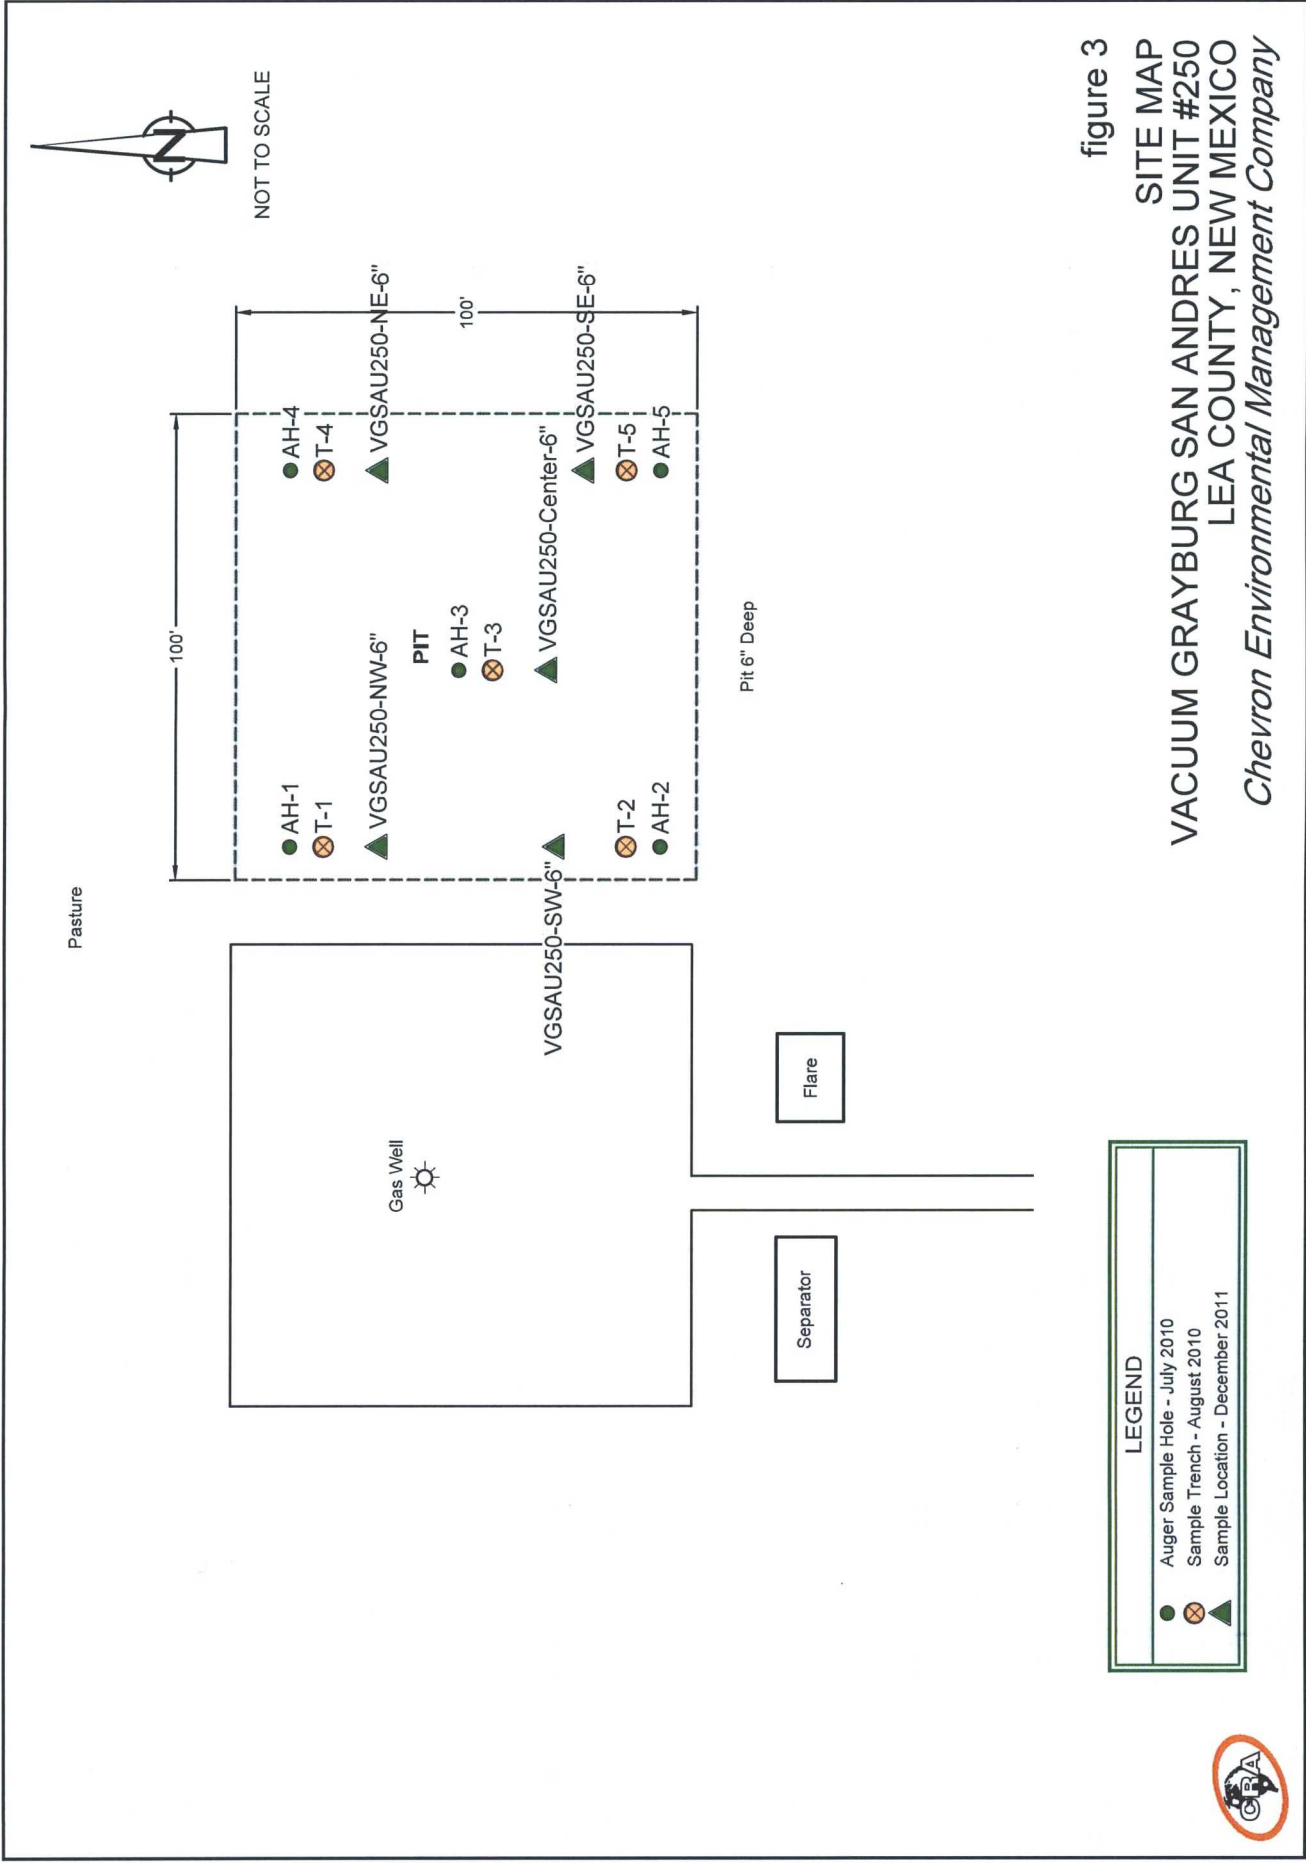 Pasture
N
NOT TO SCALE
100'
AH-1
AH-4
T-1
T-4
VGSAU250-NW-6"
VGSAU250-NE-6"
Gas Well
PIT
AH-3
100'
T-3
VGSAU250-SW-6"
VGSAU250-Center-6"
VGSAU250-SE-6"
T-2
T-5
AH-2
AH-5
Pit 6" Deep
Separator
Flare
LEGEND
Auger Sample Hole - July 2010
Sample Trench - August 2010
Sample Location - December 2011
figure 3
SITE MAP
VACUUM GRAYBURG SAN ANDRES UNIT #250
LEA COUNTY, NEW MEXICO
Chevron Environmental Management Company
CRA